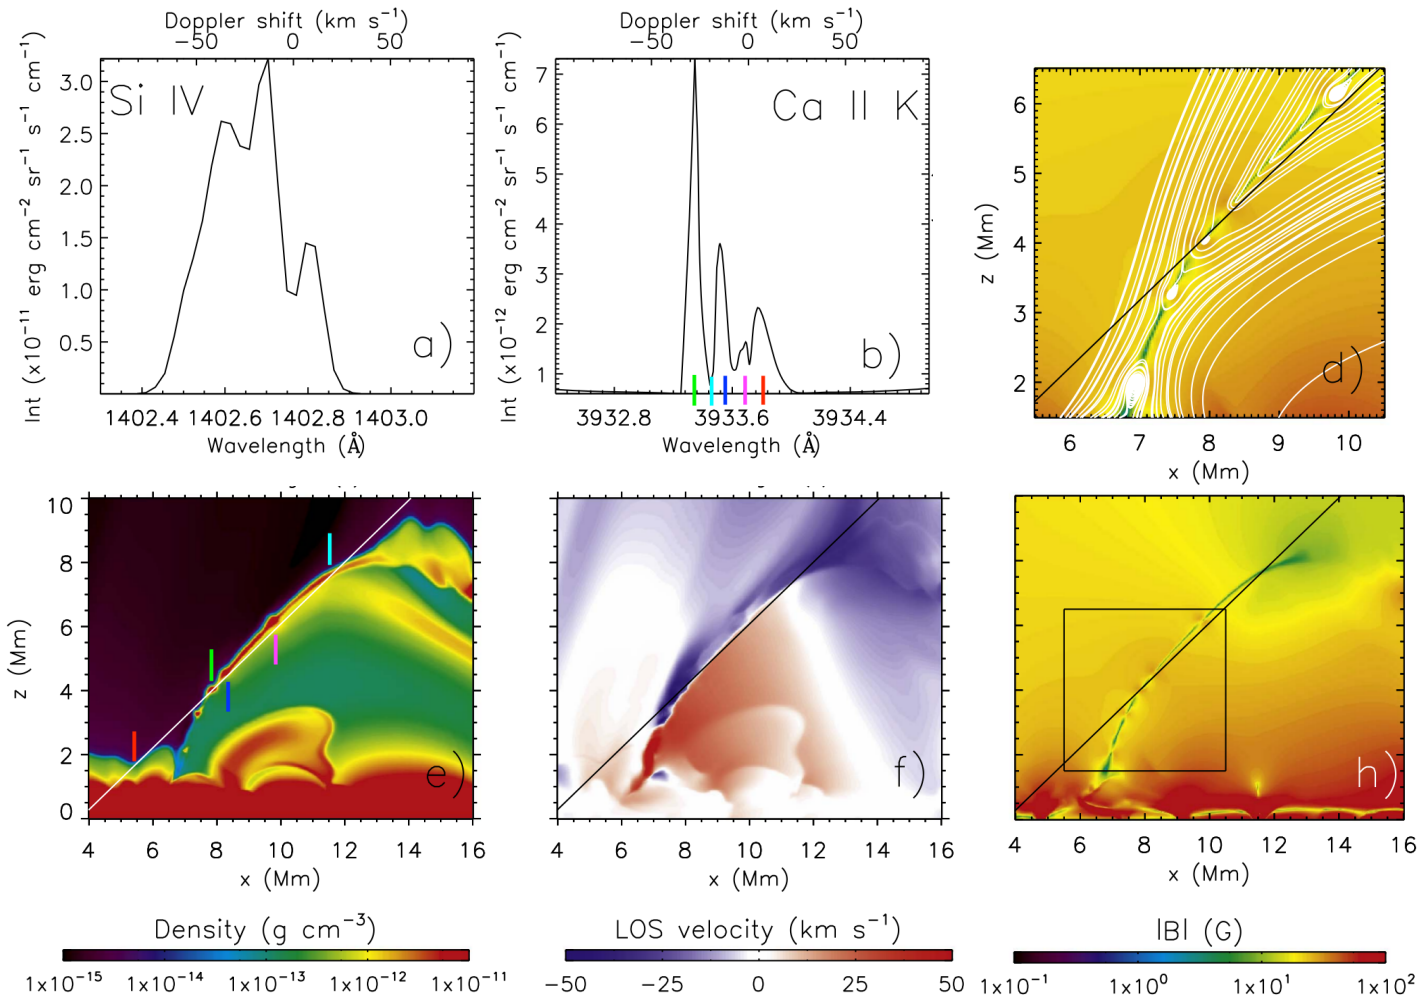 Doppler shift (km s⁻¹)
−50 0 50
Int (x10⁻¹¹ erg cm⁻² sr⁻¹ s⁻¹ cm⁻¹)
3.0
2.5
2.0
1.5
1.0
0.5
Si IV
a)
1402.4 1402.6 1402.8 1403.0
Wavelength (Å)
Doppler shift (km s⁻¹)
−50 0 50
Int (x10⁻¹² erg cm⁻² sr⁻¹ s⁻¹ cm⁻¹)
7
6
5
4
3
2
1
Ca II K
b)
3932.8 3933.6 3934.4
Wavelength (Å)
z (Mm)
6
5
4
3
2
d)
6 7 8 9 10
x (Mm)
z (Mm)
10
8
6
4
2
0
e)
4 6 8 10 12 14 16
x (Mm)
f)
4 6 8 10 12 14 16
x (Mm)
h)
4 6 8 10 12 14 16
x (Mm)
Density (g cm⁻³)
1x10⁻¹⁵ 1x10⁻¹⁴ 1x10⁻¹³ 1x10⁻¹² 1x10⁻¹¹
LOS velocity (km s⁻¹)
−50 −25 0 25 50
|B| (G)
1x10⁻¹ 1x10⁰ 1x10¹ 1x10²